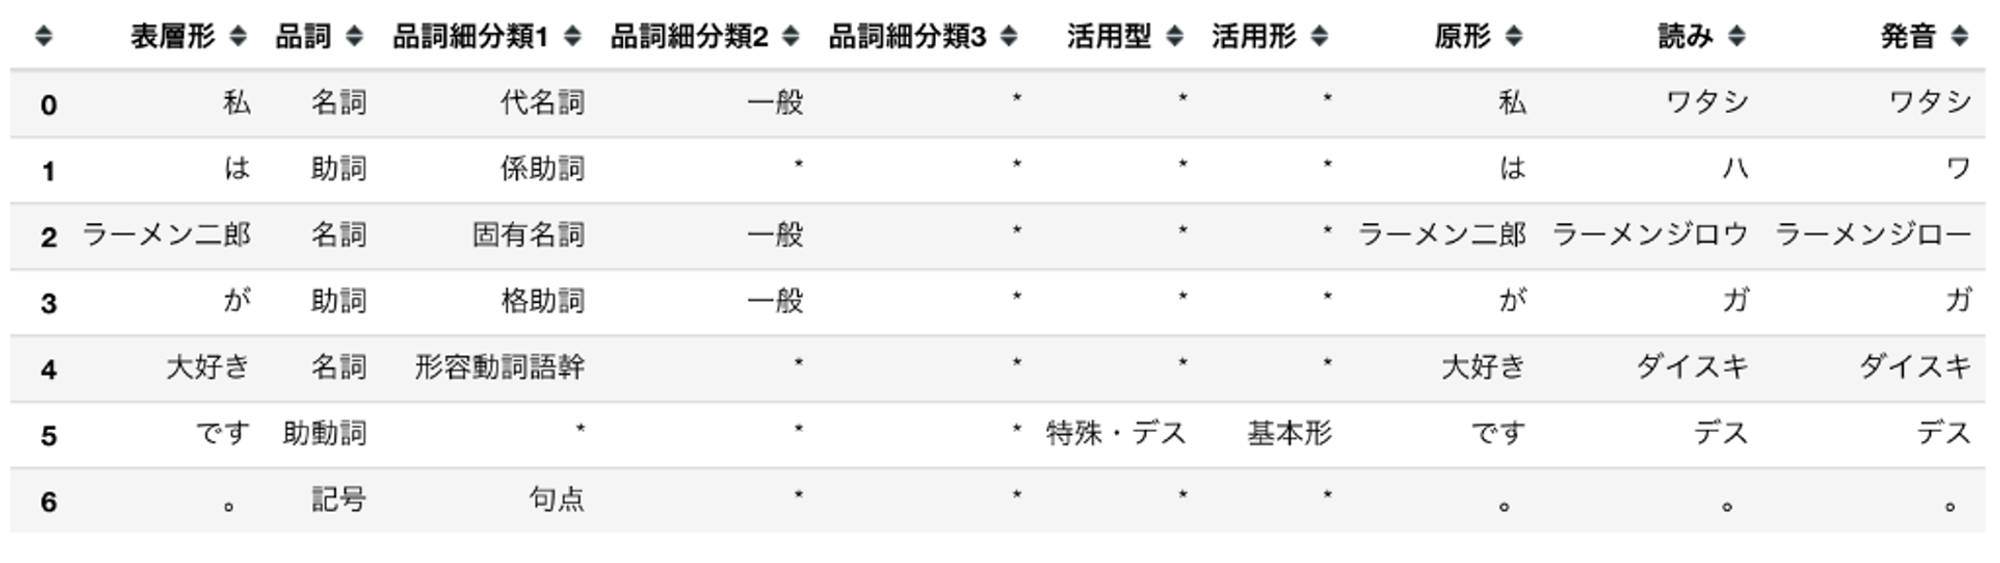 表層形 品詞 品詞細分類1 品詞細分類2 品詞細分類3 活用型 活用形 原形 読み 発音
0 私 名詞 代名詞 一般 * * * 私 ワタシ ワタシ
1 は 助詞 係助詞 * * * * は ハ ワ
2 ラーメン二郎 名詞 固有名詞 一般 * * * ラーメン二郎 ラーメンジロウ ラーメンジロー
3 が 助詞 格助詞 一般 * * * が ガ ガ
4 大好き 名詞 形容動詞語幹 * * * * 大好き ダイスキ ダイスキ
5 です 助動詞 * * * 特殊・デス 基本形 です デス デス
6 。 記号 句点 * * * * 。 。 。